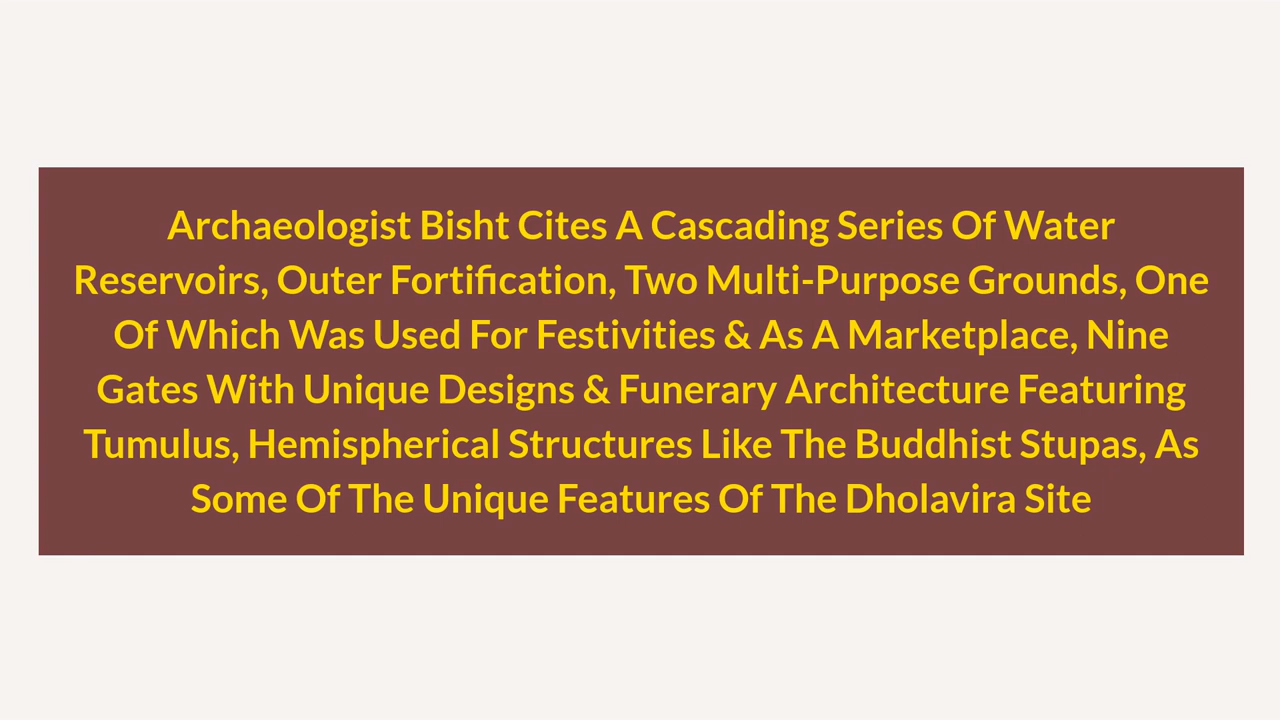 Archaeologist Bisht Cites A Cascading Series Of Water
Reservoirs, Outer Fortification, Two Multi-Purpose Grounds, One
Of Which Was Used For Festivities & As A Marketplace, Nine
Gates With Unique Designs & Funerary Architecture Featuring
Tumulus, Hemispherical Structures Like The Buddhist Stupas, As
Some Of The Unique Features Of The Dholavira Site